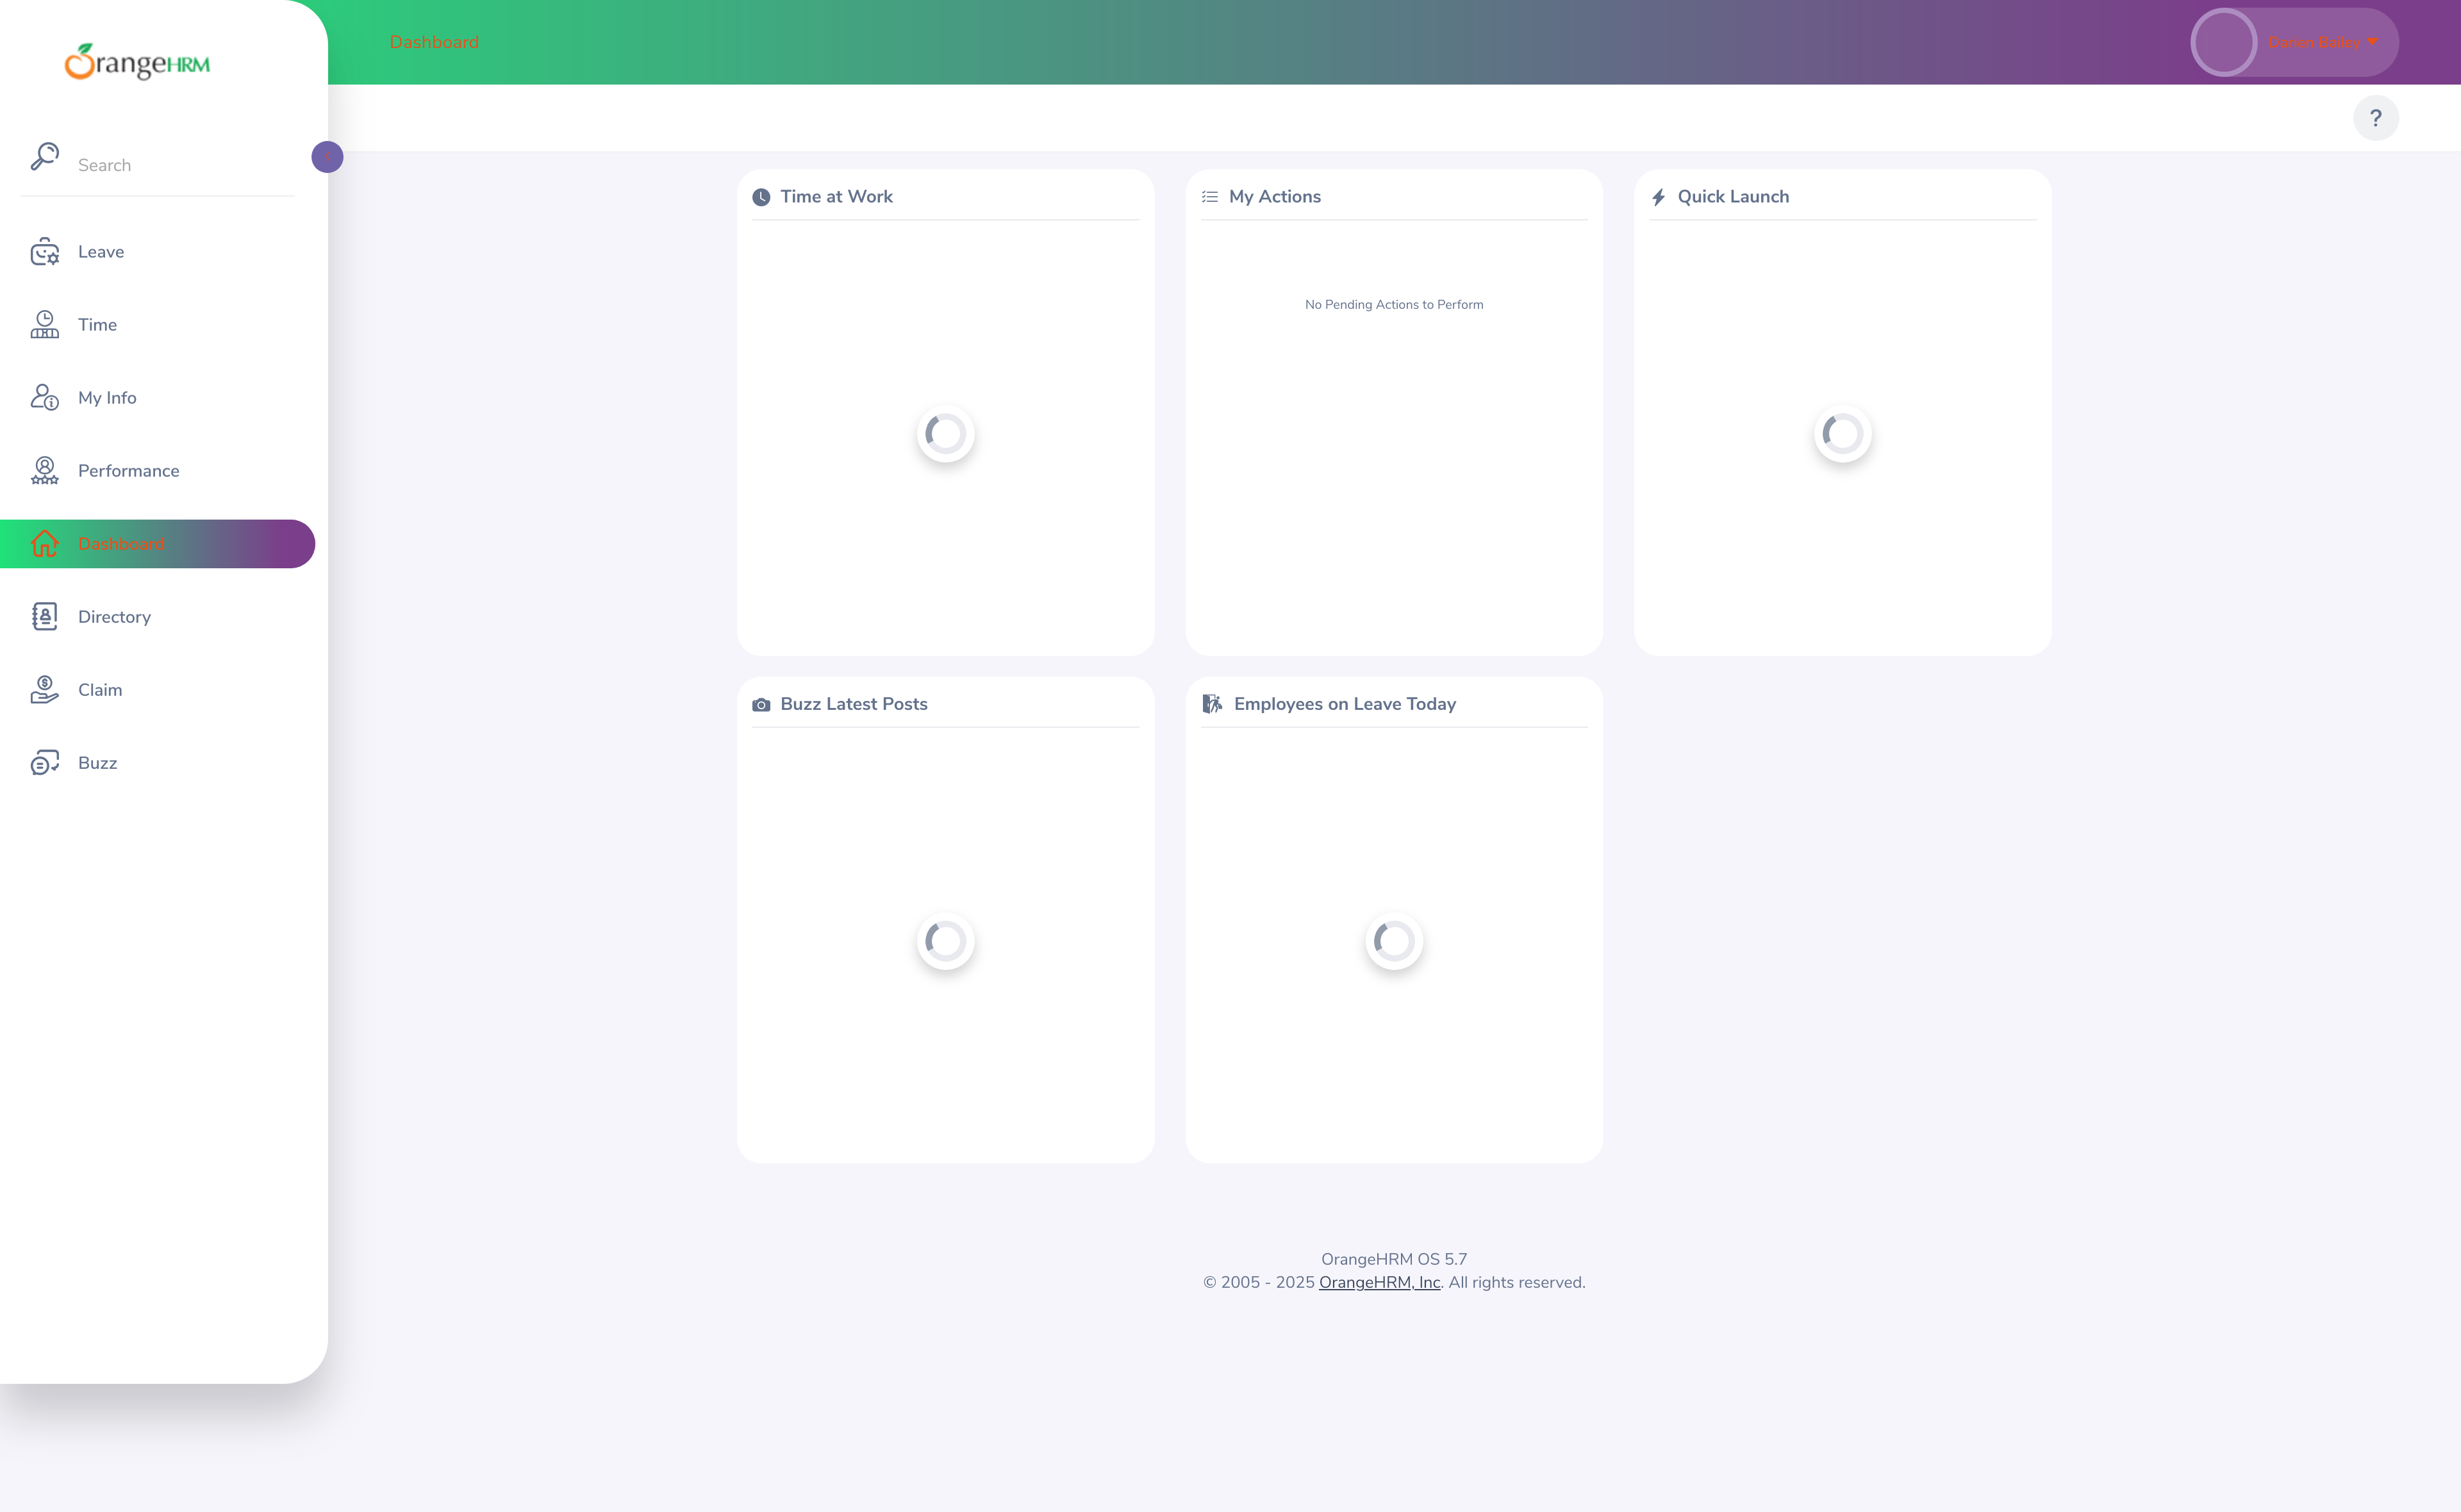 OrangeHRM
Dashboard
?
Search
Leave
Time
My Info
Performance
Dashboard
Directory
Claim
Buzz
Time at Work
My Actions
No Pending Actions to Perform
Quick Launch
Buzz Latest Posts
Employees on Leave Today
OrangeHRM OS 5.7
© 2005 - 2025 OrangeHRM, Inc. All rights reserved.